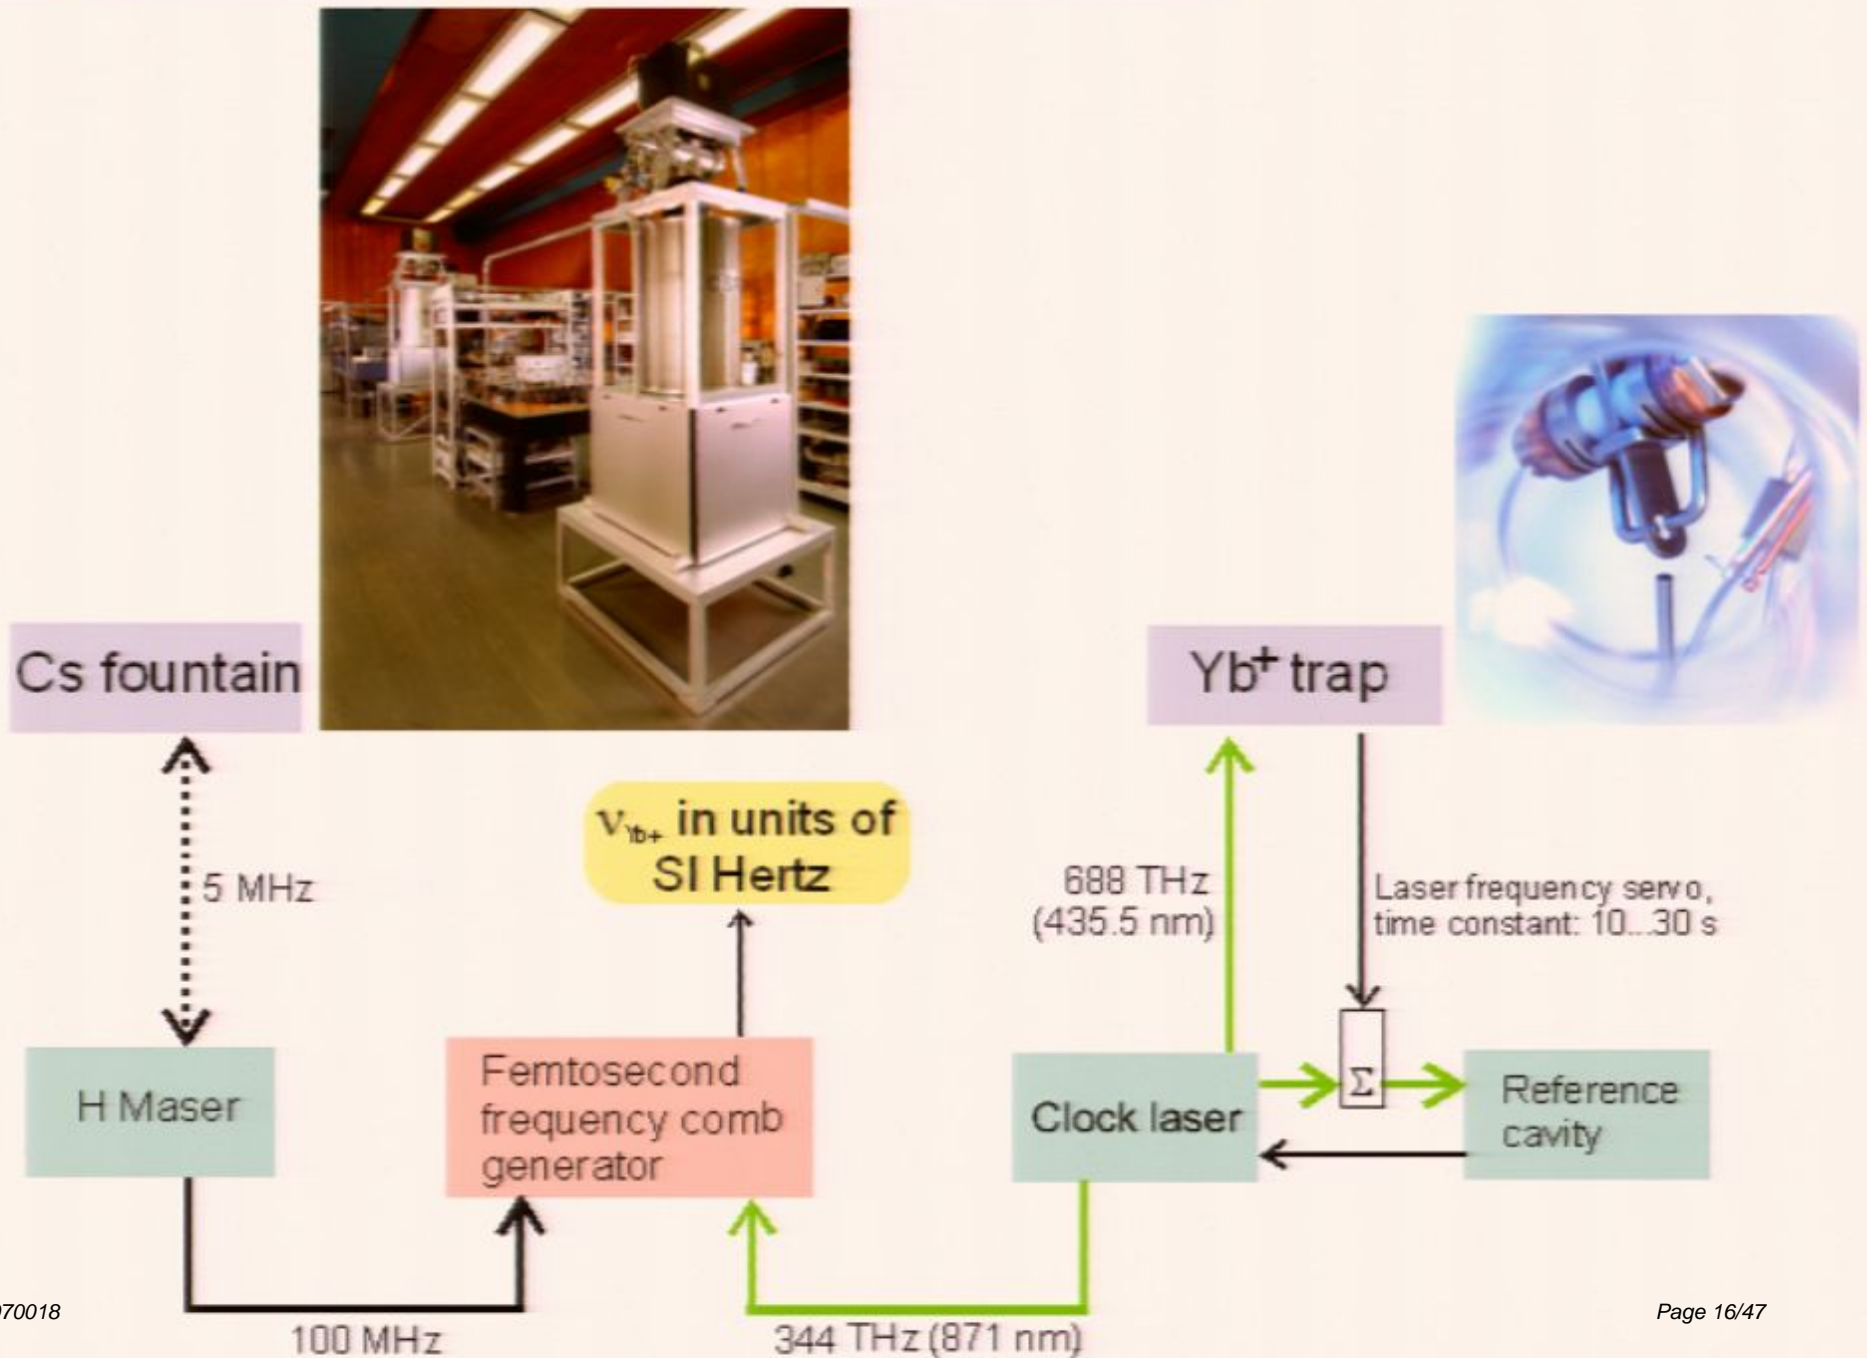 Cs fountain
Yb+ trap
νYb+ in units of
SI Hertz
5 MHz
688 THz
(435.5 nm)
Laser frequency servo,
time constant: 10...30 s
H Maser
Femtosecond
frequency comb
generator
Clock laser
Σ
Reference
cavity
100 MHz
344 THz (871 nm)
70018
Page 16/47